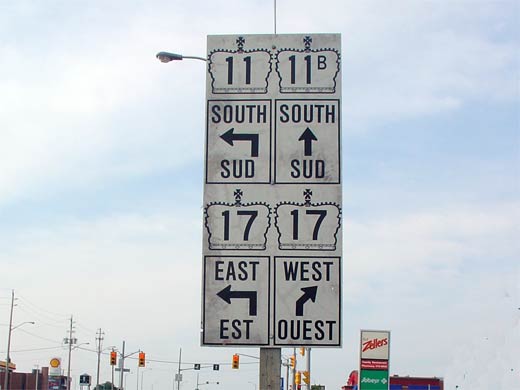 11 11B
SOUTH SOUTH
SUD SUD
17 17
EAST WEST
EST OUEST
Zellers